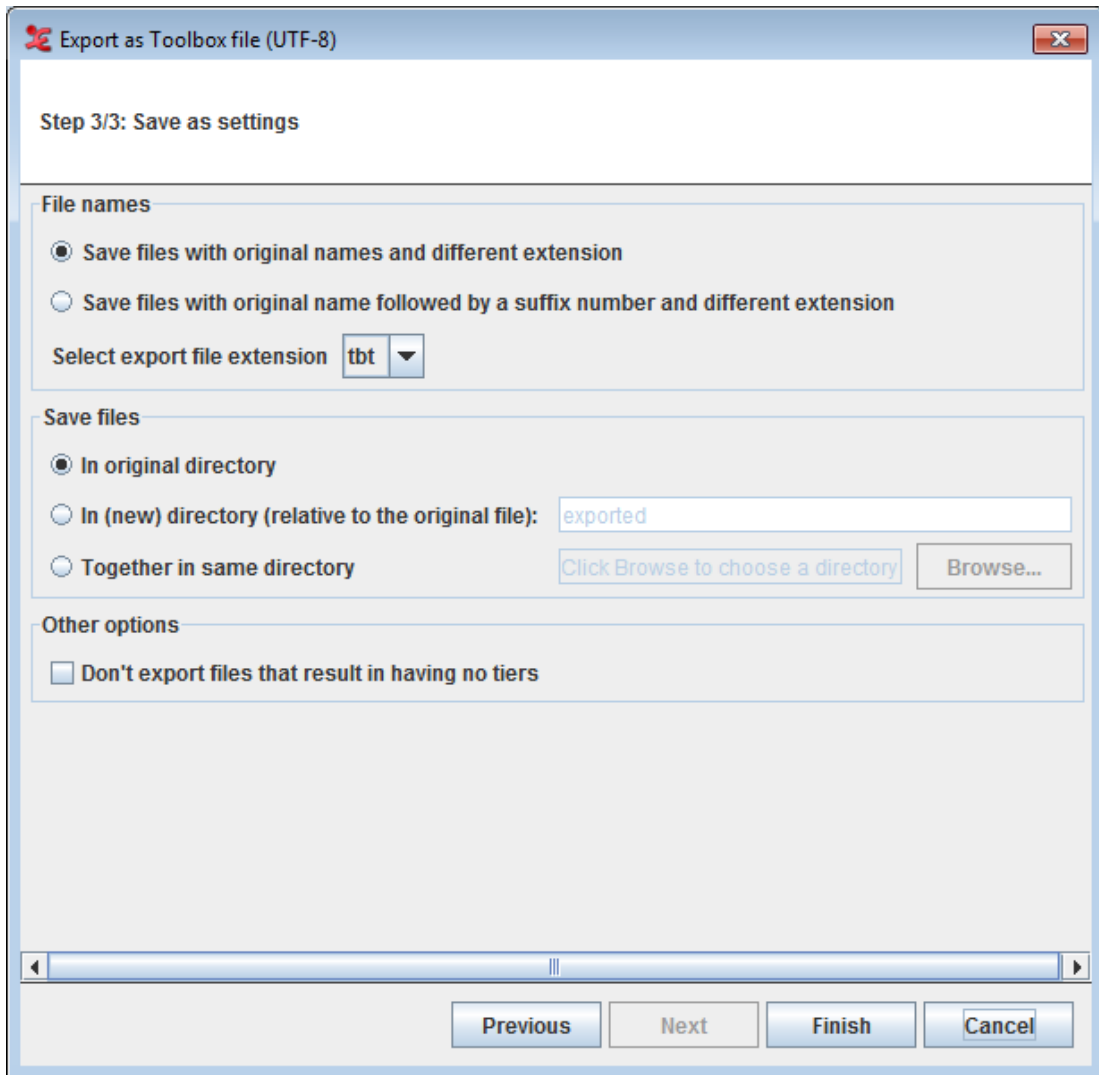 Export as Toolbox file (UTF-8)
Step 3/3: Save as settings
File names
Save files with original names and different extension
Save files with original name followed by a suffix number and different extension
Select export file extension tbt
Save files
In original directory
In (new) directory (relative to the original file): exported
Together in same directory Click Browse to choose a directory Browse...
Other options
Don't export files that result in having no tiers
Previous Next Finish Cancel